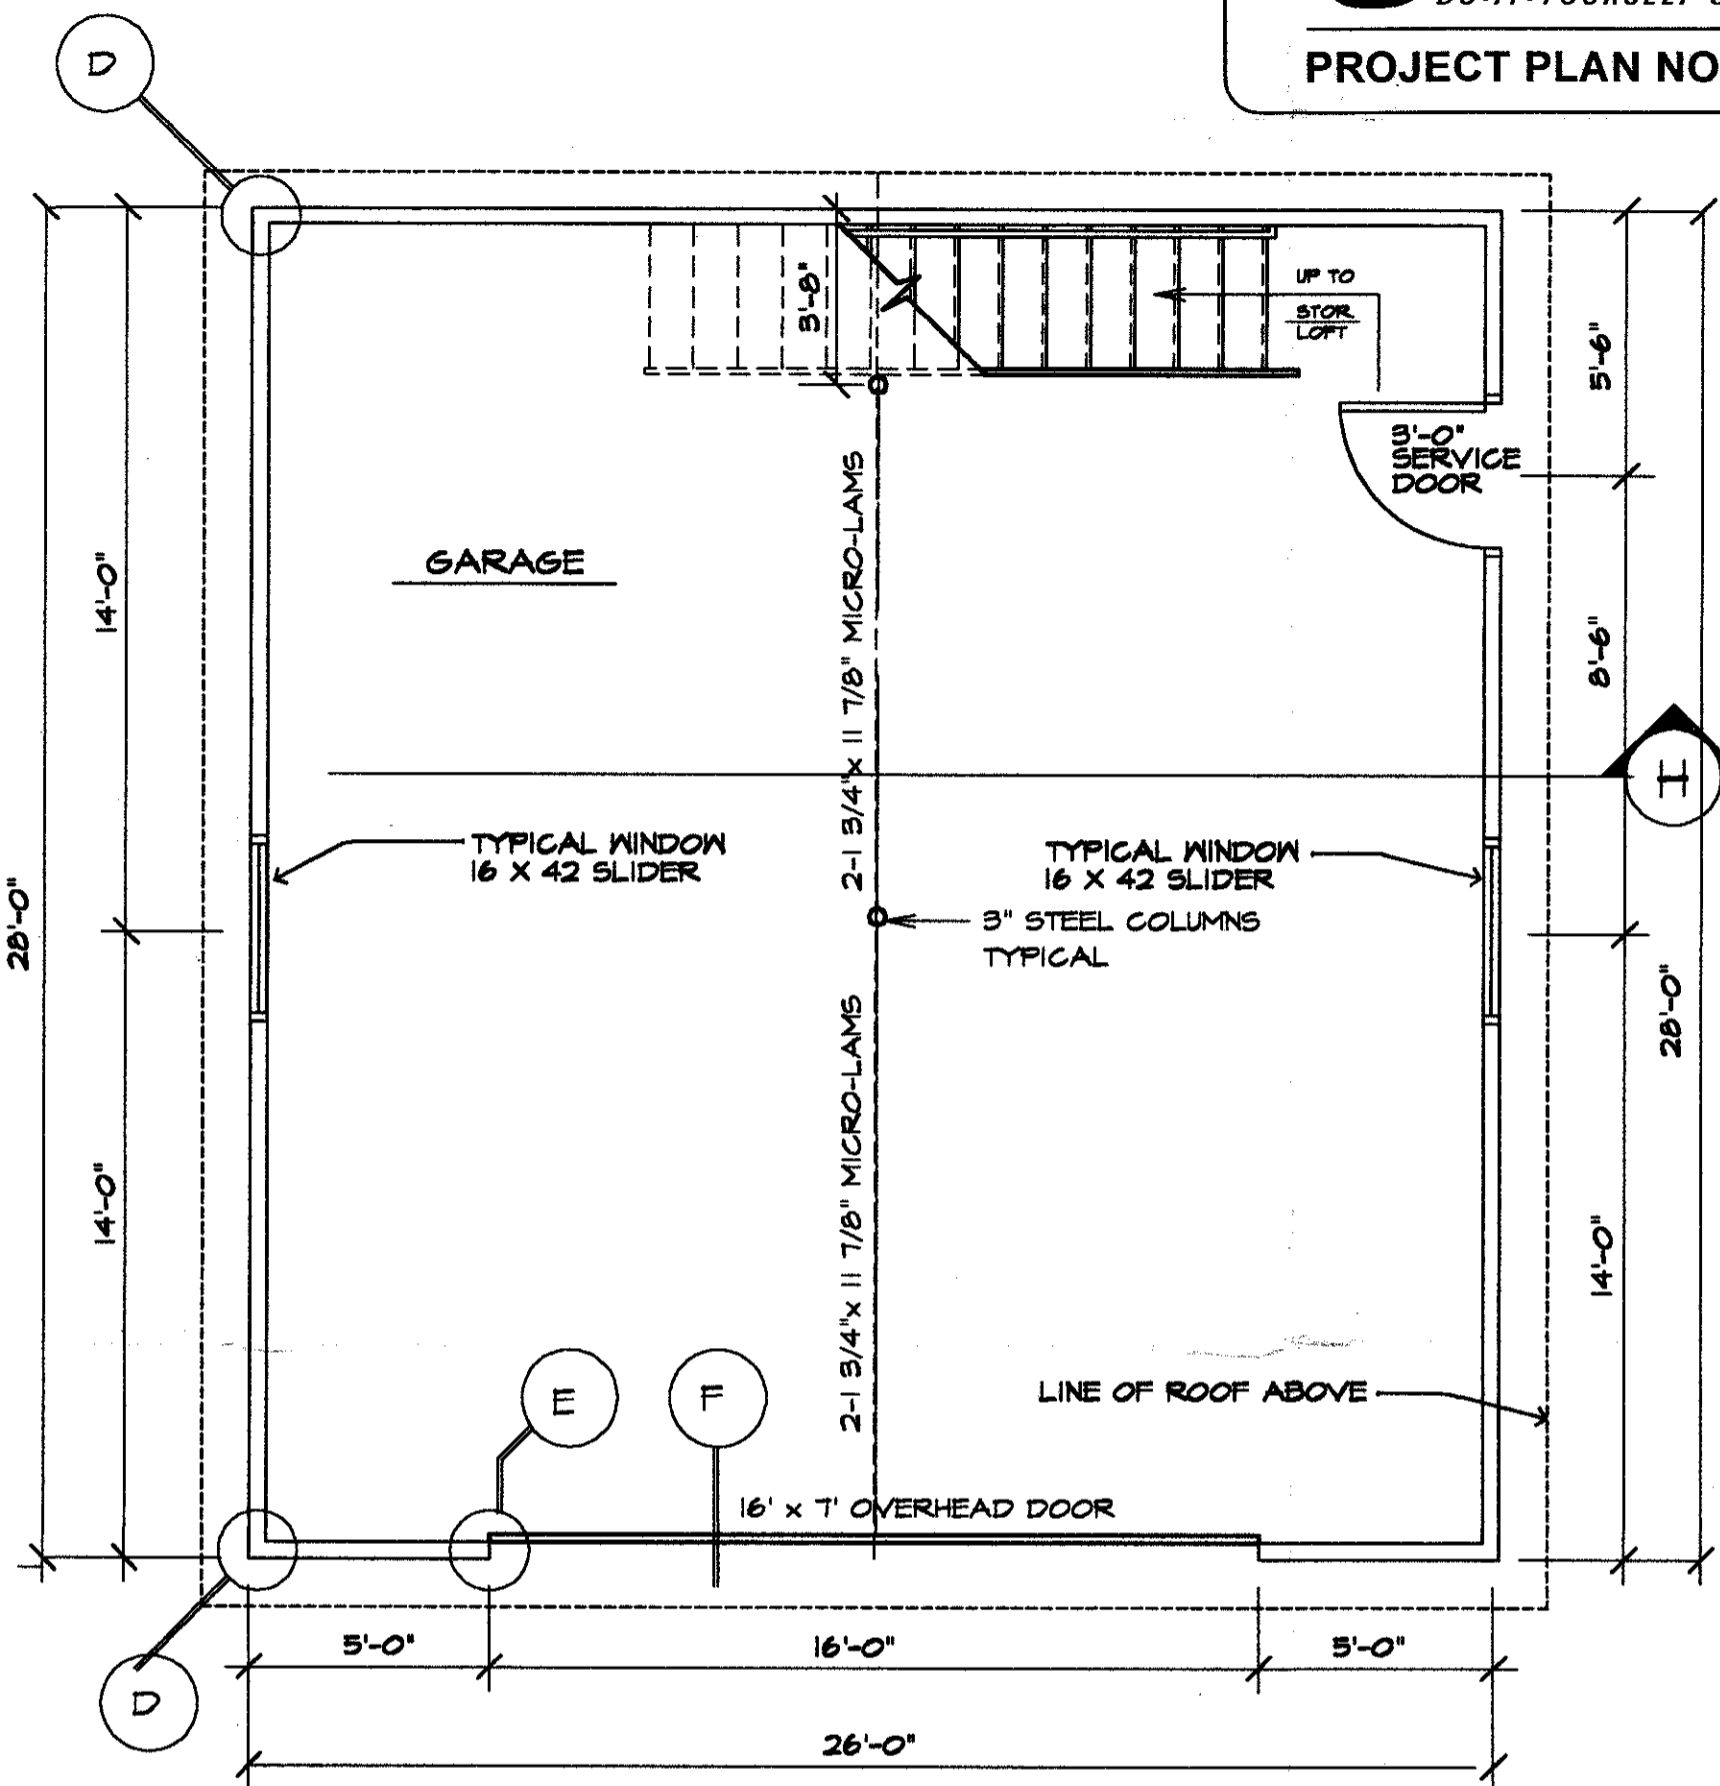 PROJECT PLAN NO
D
3'-8"
UP TO
STOR
LOFT
5'-6"
3'-0"
SERVICE
DOOR
GARAGE
14'-0"
2-1 3/4"x 11 7/8" MICRO-LAMS
8'-6"
H
TYPICAL WINDOW
16 X 42 SLIDER
TYPICAL WINDOW
16 X 42 SLIDER
28'-0"
3" STEEL COLUMNS
TYPICAL
28'-0"
14'-0"
2-1 3/4"x 11 7/8" MICRO-LAMS
14'-0"
E
F
LINE OF ROOF ABOVE
16' x 7' OVERHEAD DOOR
5'-0"
16'-0"
5'-0"
D
26'-0"